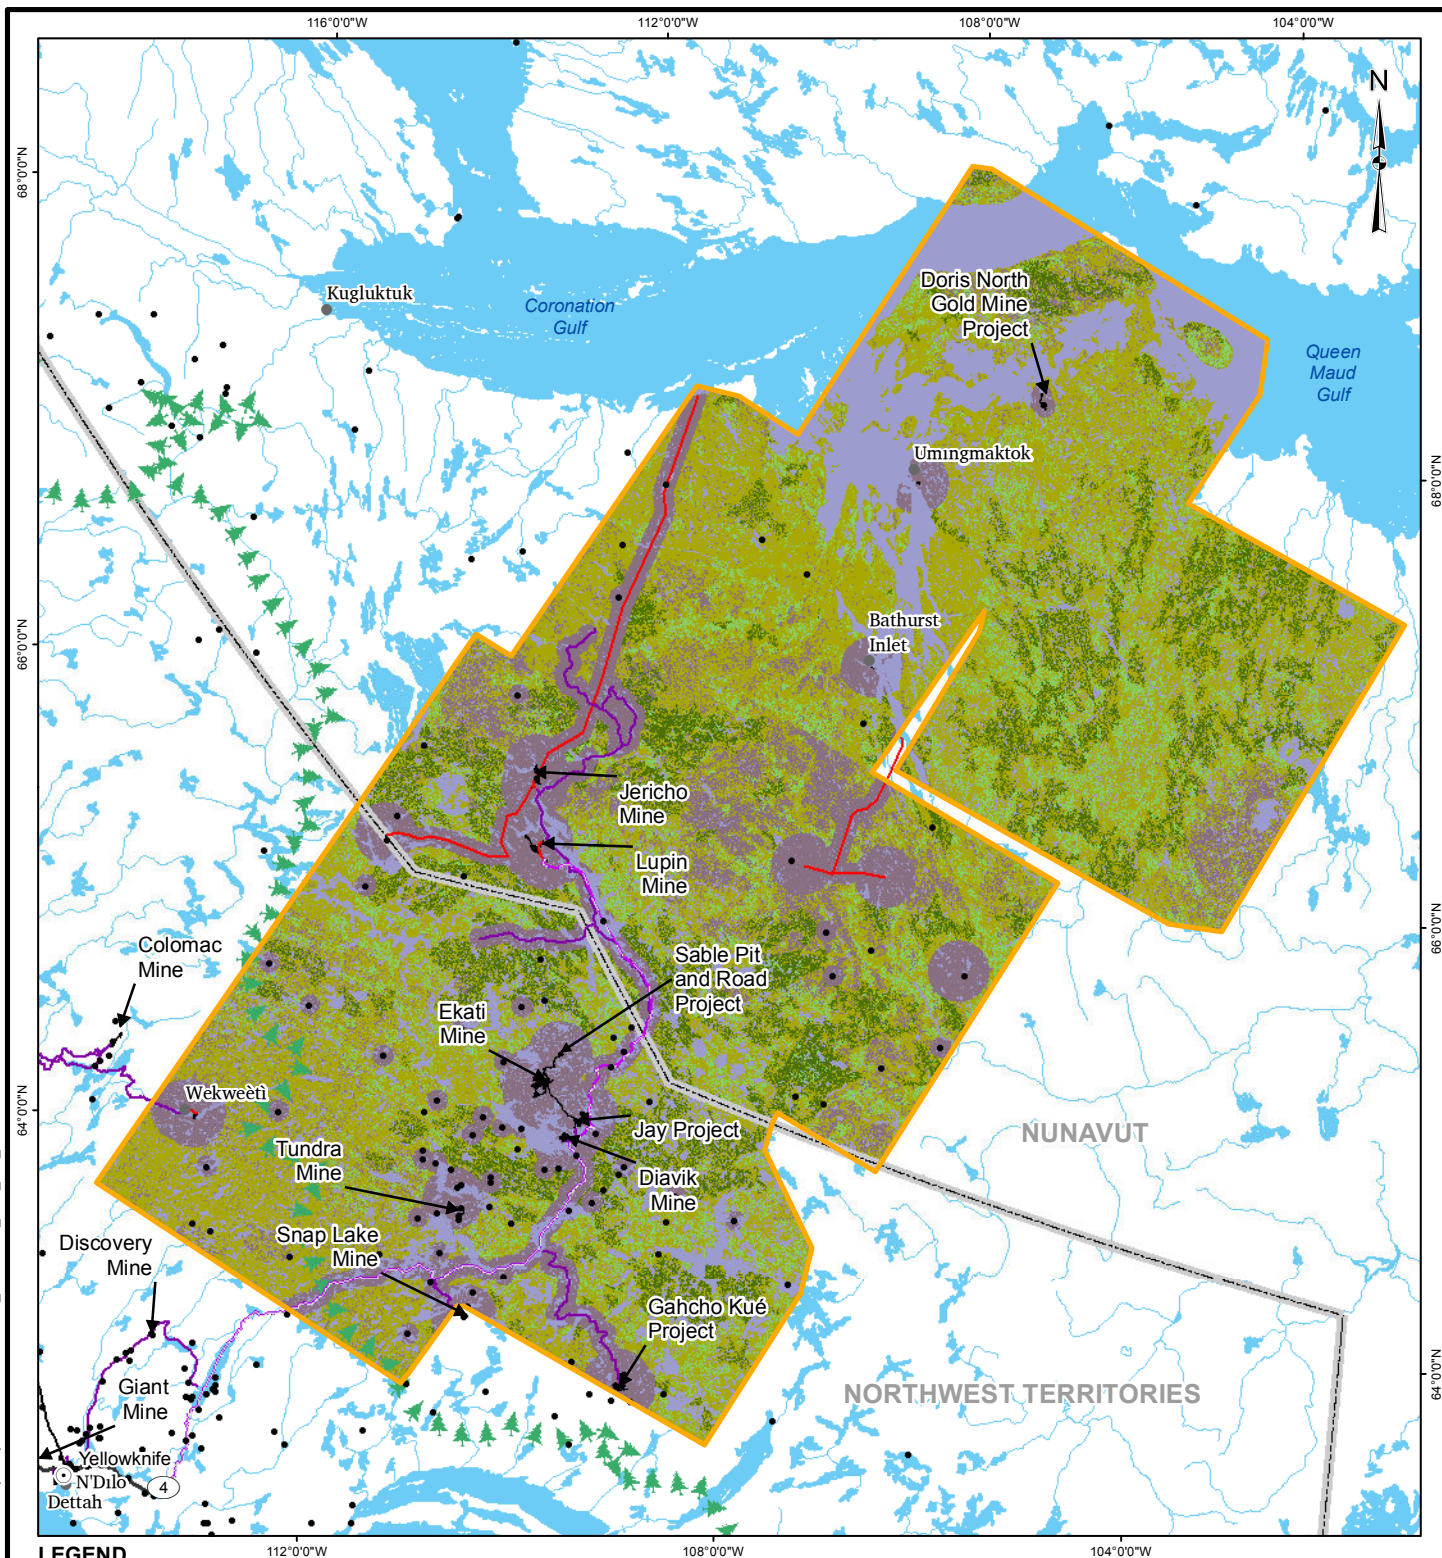 116°0'0"W
112°0'0"W
108°0'0"W
104°0'0"W
N
68°0'0"N
Kugluktuk
Coronation
Gulf
Doris North
Gold Mine
Project
Queen
Maud
Gulf
Umıngmaktok
68°0'0"N
Bathurst
Inlet
66°0'0"N
Jericho
Mine
Lupin
Mine
66°0'0"N
Colomac
Mine
Sable Pit
and Road
Project
Ekati
Mine
Wekweètì
64°0'0"N
NUNAVUT
Jay Project
Tundra
Mine
Diavik
Mine
Discovery
Mine
Snap Lake
Mine
Gahcho Kué
Project
64°0'0"N
Giant
Mine
NORTHWEST TERRITORIES
Yellowknife
N'Dılo
4
Dettah
LEGEND
112°0'0"W
108°0'0"W
104°0'0"W